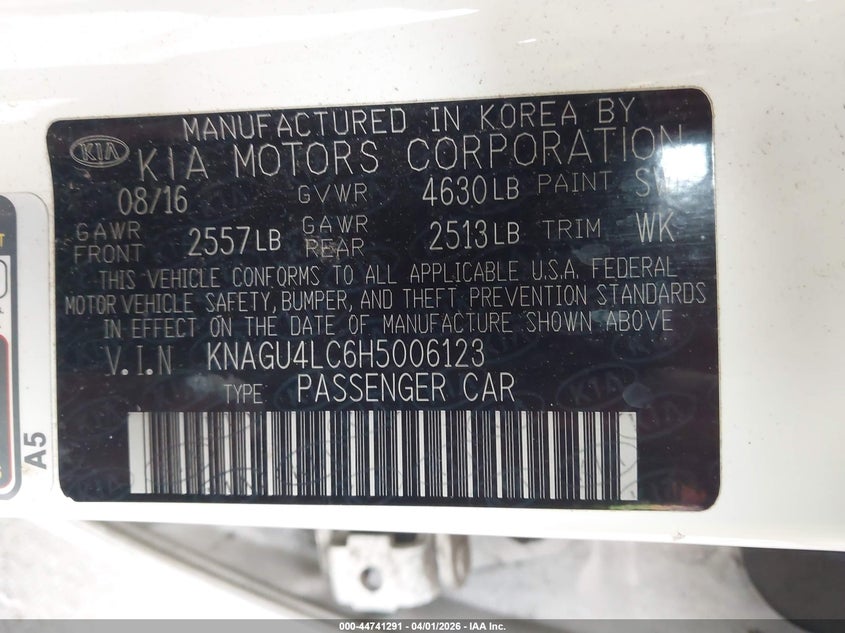 MANUFACTURED IN KOREA BY
KIA KIA MOTORS CORPORATION
08/16 GVWR 4630LB PAINT SW
GAWR FRONT 2557LB GAWR REAR 2513LB TRIM WK
THIS VEHICLE CONFORMS TO ALL APPLICABLE U.S.A. FEDERAL
MOTOR VEHICLE SAFETY, BUMPER, AND THEFT PREVENTION STANDARDS
IN EFFECT ON THE DATE OF MANUFACTURE SHOWN ABOVE
V.I.N KNAGU4LC6H5006123
TYPE PASSENGER CAR
A5
000-44741291 - 04/01/2026 - IAA Inc.